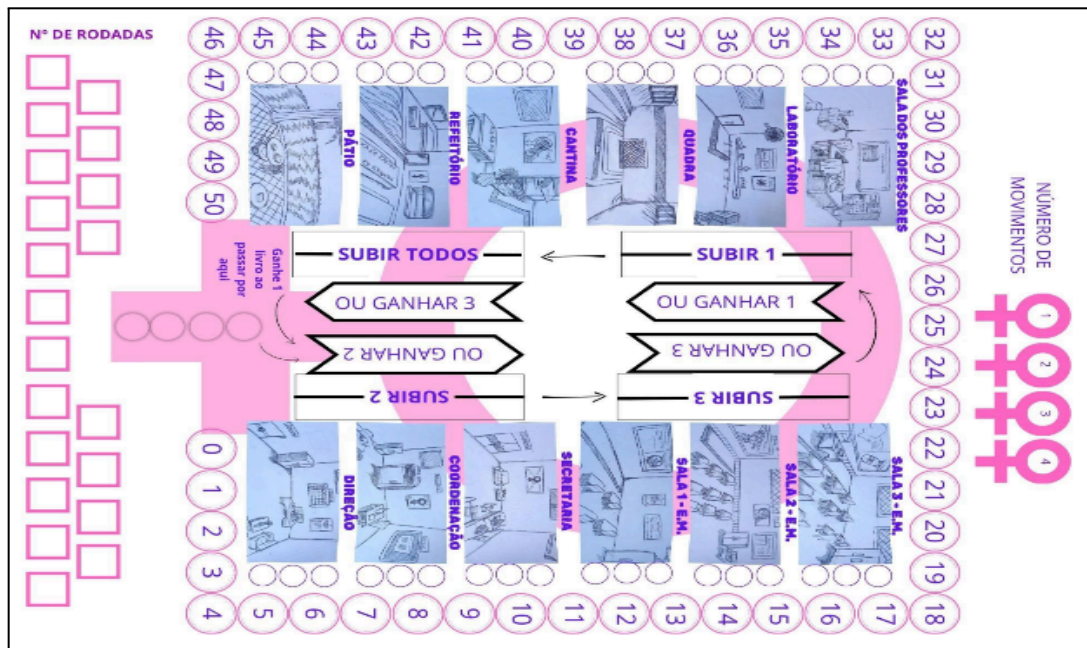 Nº DE RODADAS
46 45 44 43 42 41 40 39 38 37 36 35 34 33 32
47
48
49
50
31
30
29
28
27
26
25
24
23
22
21
20
19
18
PÁTIO
REFEITÓRIO
CANTINA
QUADRA
LABORATÓRIO
SALA DOS PROFESSORES
Ganhe 1
livro ao
passar por
aqui
SUBIR TODOS
SUBIR 1
OU GANHAR 3
OU GANHAR 1
OU GANHAR 2
OU GANHAR 3
SUBIR 2
SUBIR 3
DIREÇÃO
COORDENAÇÃO
SECRETARIA
SALA 1 - E.M.
SALA 2 - E.M.
SALA 3 - E.M.
0
1
2
3
4 5 6 7 8 9 10 11 12 13 14 15 16 17
NÚMERO DE
MOVIMENTOS
1
2
3
4